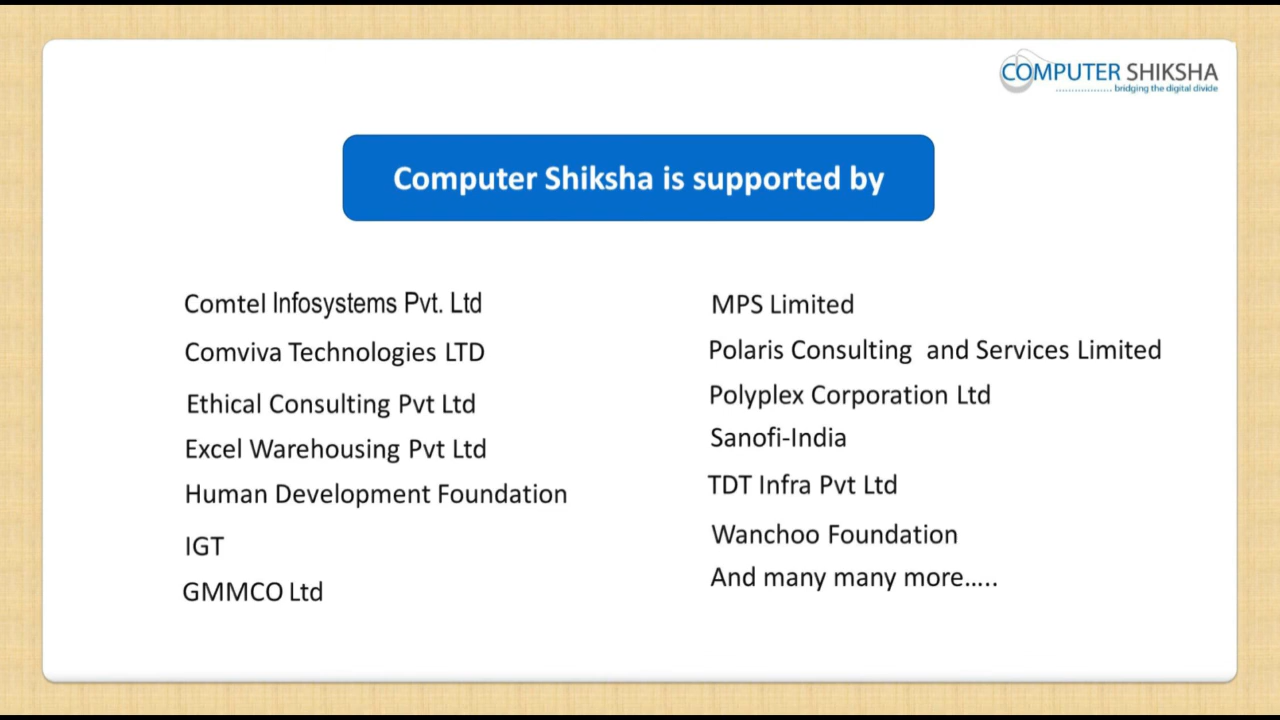 COMPUTER SHIKSHA
.................. bridging the digital divide
Computer Shiksha is supported by
Comtel Infosystems Pvt. Ltd
Comviva Technologies LTD
Ethical Consulting Pvt Ltd
Excel Warehousing Pvt Ltd
Human Development Foundation
IGT
GMMCO Ltd
MPS Limited
Polaris Consulting  and Services Limited
Polyplex Corporation Ltd
Sanofi-India
TDT Infra Pvt Ltd
Wanchoo Foundation
And many many more…..